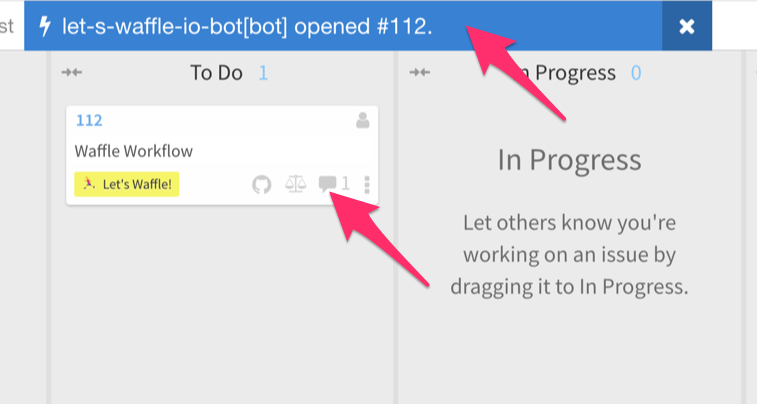 st
let-s-waffle-io-bot[bot] opened #112.
To Do 1
Progress 0
112
Waffle Workflow
Let's Waffle!
1
In Progress
Let others know you're
working on an issue by
dragging it to In Progress.